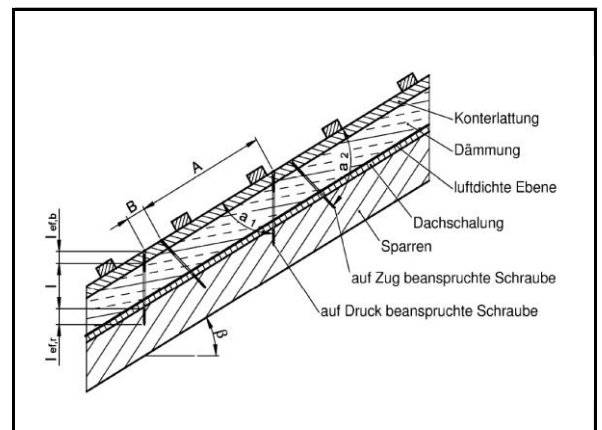 Konterlattung
Dämmung
luftdichte Ebene
Dachschalung
Sparren
auf Zug beanspruchte Schraube
auf Druck beanspruchte Schraube
A
B
a 2
a 1
l ef,b
l
l ef,r
β